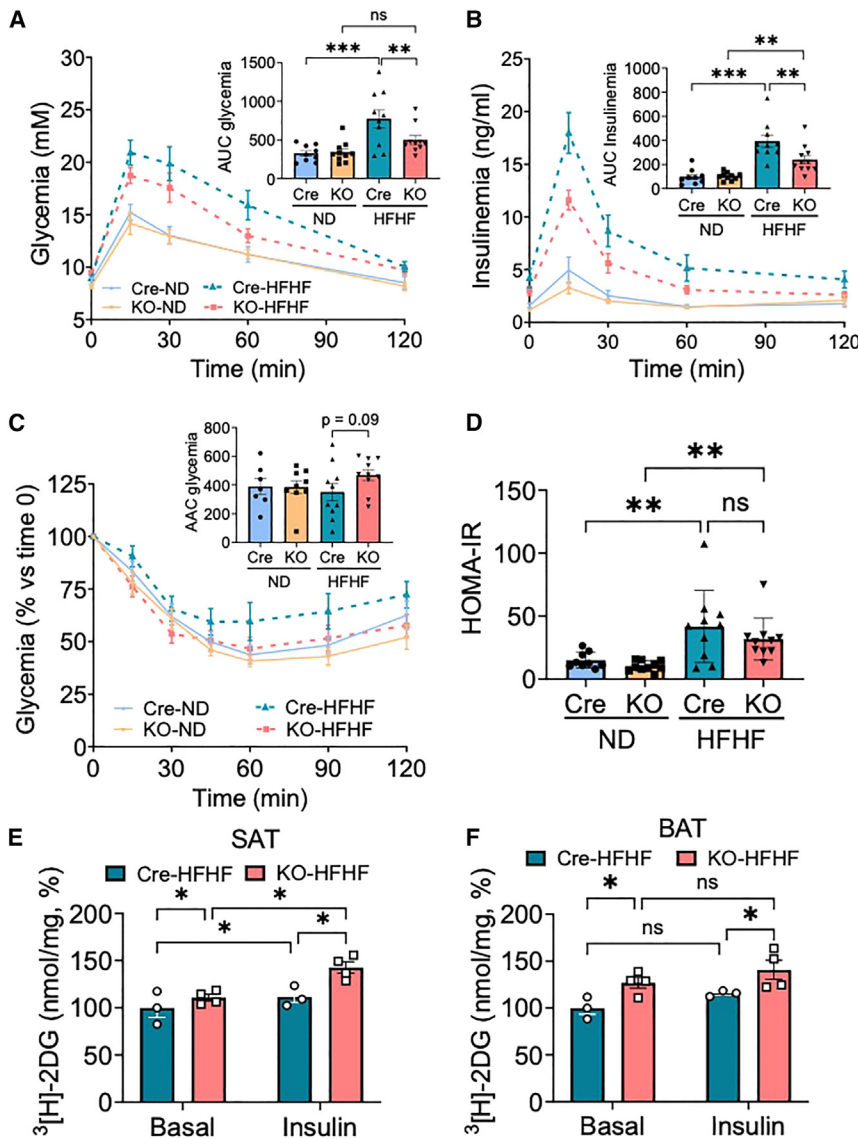 A
ns
***
**
AUC glycemia
1500
1000
500
0
Cre
KO
Cre
KO
ND
HFHF
Glycemia (mM)
25
20
15
10
5
Cre-ND
Cre-HFHF
KO-ND
KO-HFHF
0
30
60
90
120
Time (min)
B
**
***
**
AUC Insulinemia
1000
800
600
400
200
0
Cre
KO
Cre
KO
ND
HFHF
Insulinemia (ng/ml)
25
20
15
10
5
0
0
30
60
90
120
Time (min)
C
p = 0.09
AAC glycemia
800
600
400
200
0
Cre
KO
Cre
KO
ND
HFHF
Glycemia (% vs time 0)
125
100
75
50
25
0
Cre-ND
Cre-HFHF
KO-ND
KO-HFHF
0
30
60
90
120
Time (min)
D
**
**
ns
HOMA-IR
150
100
50
0
Cre
KO
Cre
KO
ND
HFHF
E
SAT
Cre-HFHF
KO-HFHF
*
*
*
*
³[H]-2DG (nmol/mg, %)
200
150
100
50
0
Basal
Insulin
F
BAT
Cre-HFHF
KO-HFHF
*
ns
ns
*
³[H]-2DG (nmol/mg, %)
200
150
100
50
0
Basal
Insulin